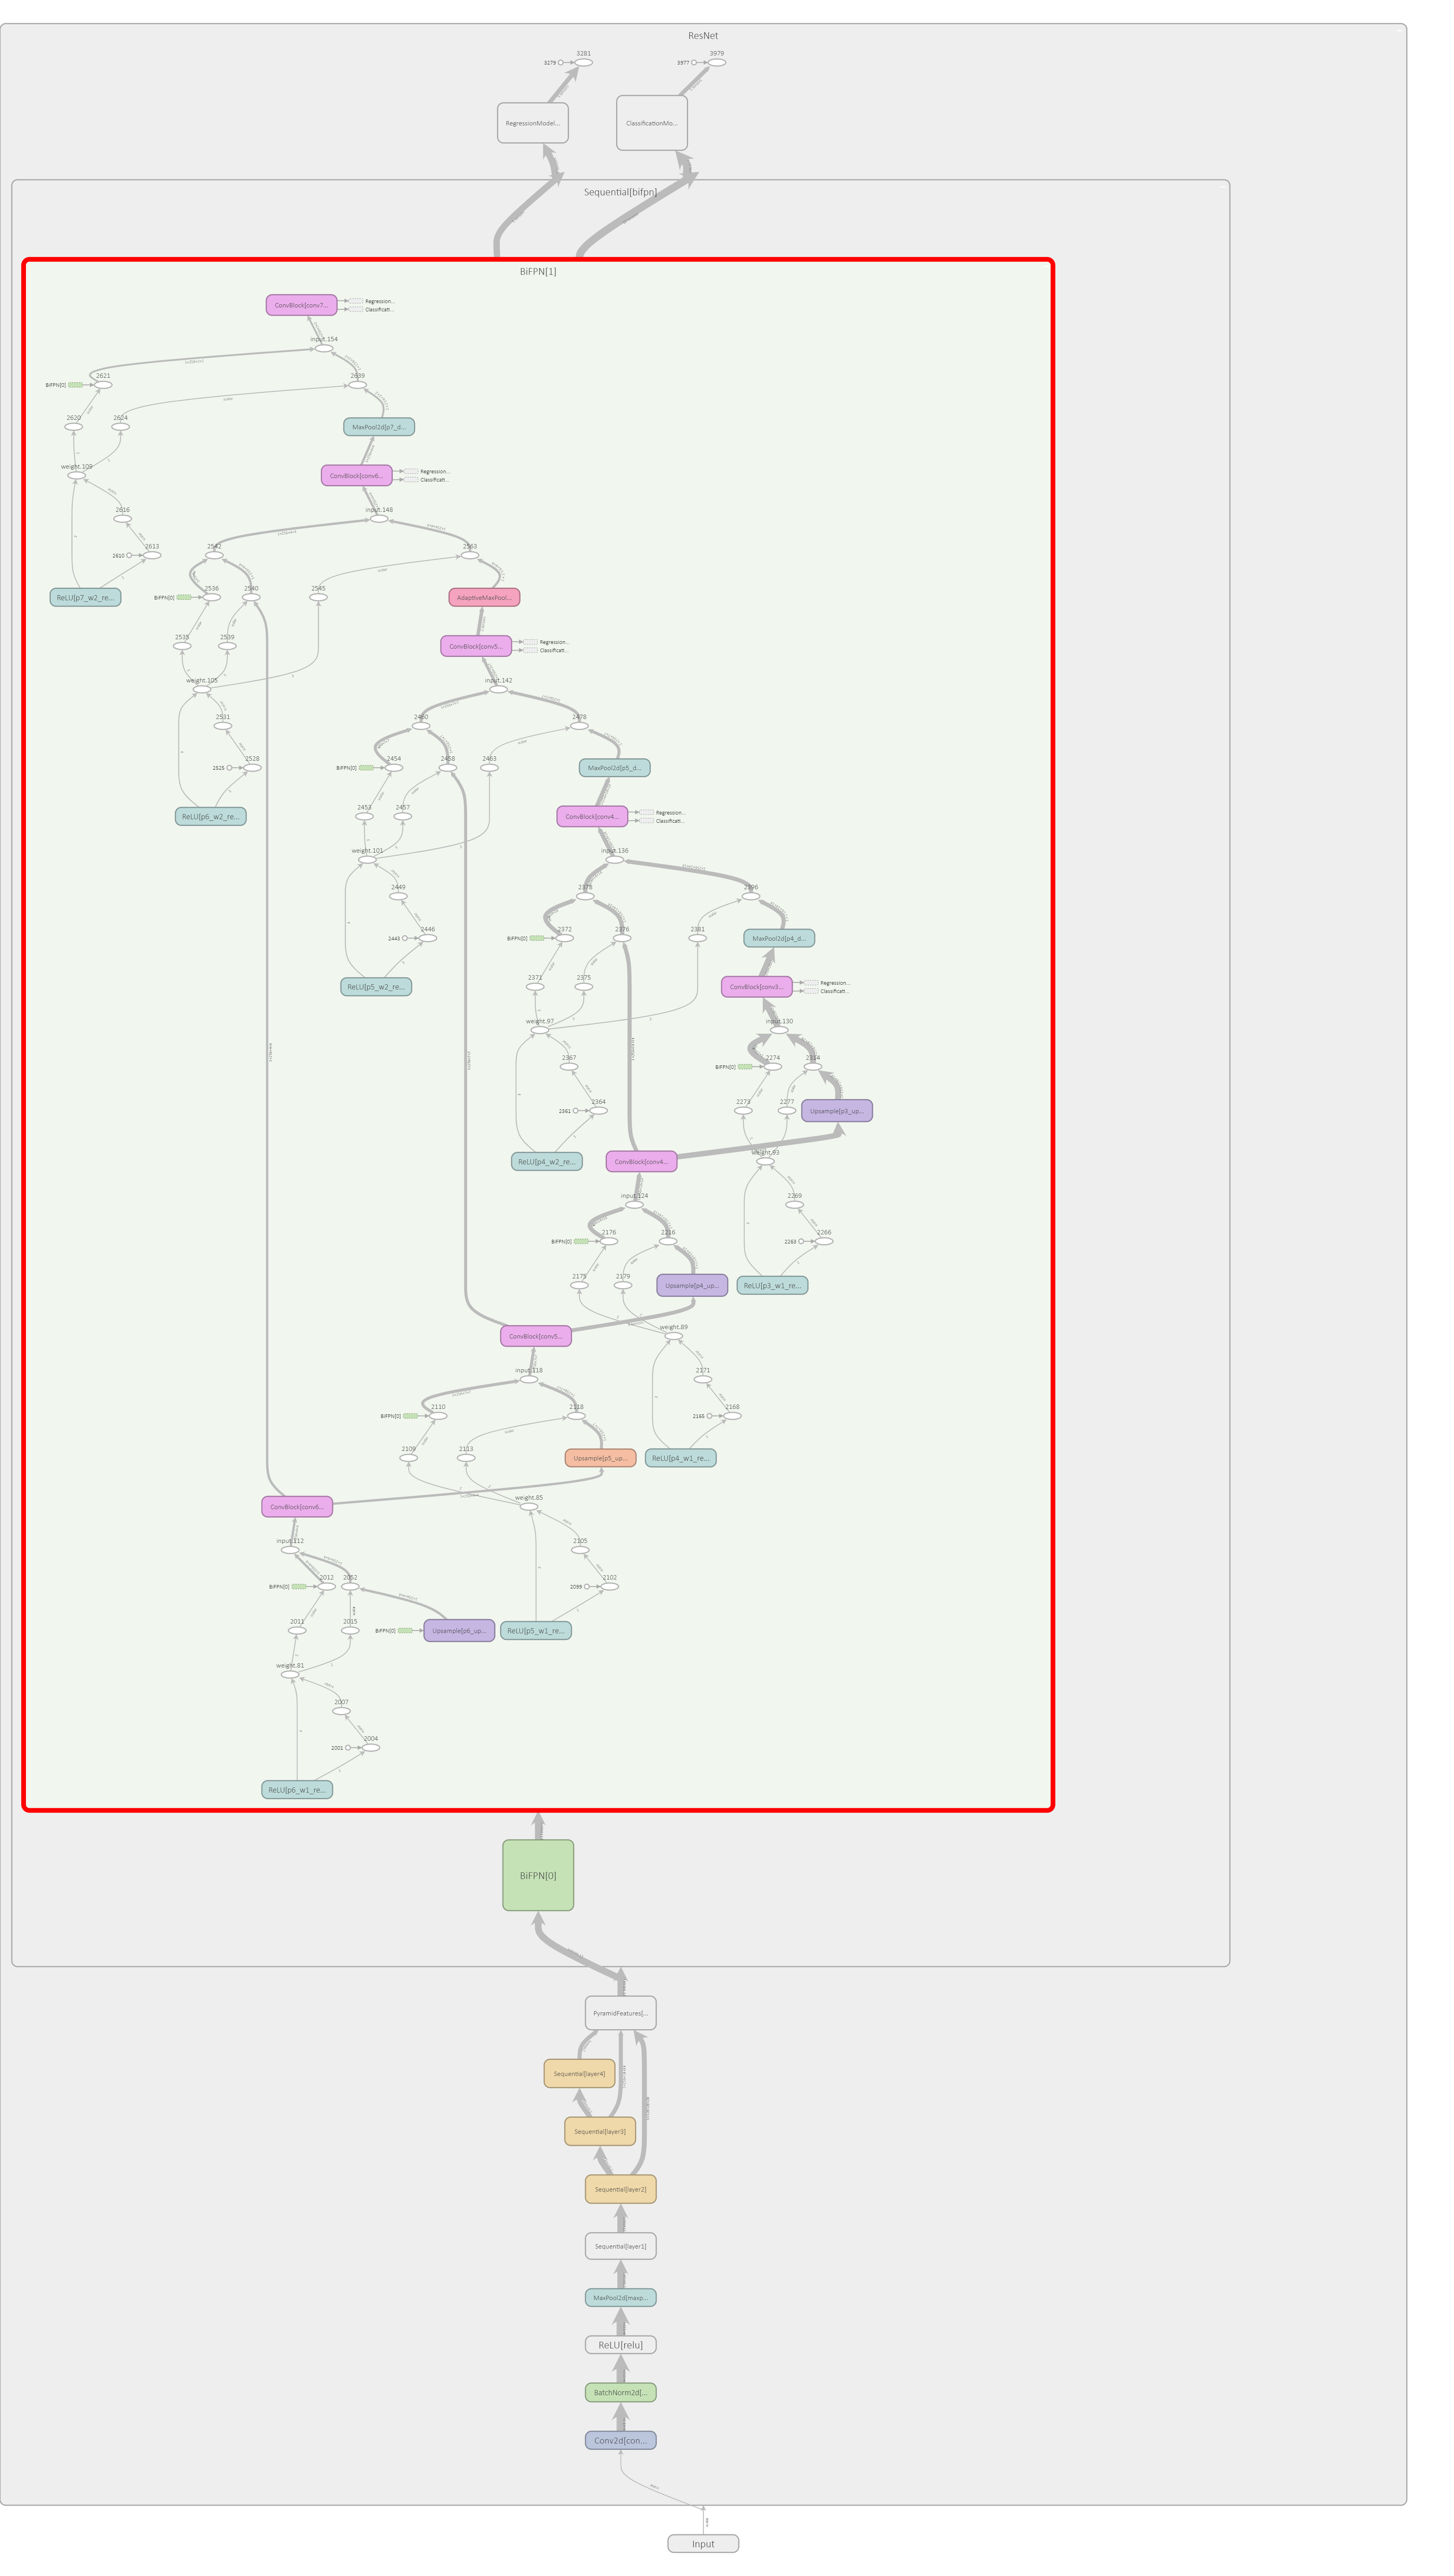 ResNet
3281
3979
3279
3977
RegressionModel...
ClassificationMo...
Sequential[bifpn]
BiFPN[1]
ConvBlock[conv7...
Regression...
Classificati...
input.154
2621
2639
BiFPN[0]
2620
2624
MaxPool2d[p7_d...
weight.109
ConvBlock[conv6...
Regression...
Classificati...
2616
input.148
2613
2610
2542
2563
ReLU[p7_w2_re...
BiFPN[0]
2536
2540
2545
AdaptiveMaxPool...
2535
2539
ConvBlock[conv5...
Regression...
Classificati...
weight.105
input.142
2531
2460
2478
2528
2525
BiFPN[0]
2454
2458
2463
MaxPool2d[p5_d...
ReLU[p6_w2_re...
2453
2457
ConvBlock[conv4...
Regression...
Classificati...
weight.101
input.136
2449
2378
2396
2446
2443
BiFPN[0]
2372
2376
2381
MaxPool2d[p4_d...
ReLU[p5_w2_re...
2371
2375
ConvBlock[conv3...
Regression...
Classificati...
weight.97
input.130
2367
BiFPN[0]
2274
2314
2364
2361
2273
2277
Upsample[p3_up...
ReLU[p4_w2_re...
ConvBlock[conv4...
weight.93
input.124
2269
BiFPN[0]
2176
2216
2266
2263
2175
2179
Upsample[p4_up...
ReLU[p3_w1_re...
ConvBlock[conv5...
weight.89
input.118
2171
BiFPN[0]
2110
2118
2168
2165
2109
2113
Upsample[p5_up...
ReLU[p4_w1_re...
ConvBlock[conv6...
weight.85
input.112
2105
BiFPN[0]
2012
2052
2102
2099
2011
2015
BiFPN[0]
Upsample[p6_up...
ReLU[p5_w1_re...
weight.81
2007
2004
2001
ReLU[p6_w1_re...
BiFPN[0]
PyramidFeatures[...
Sequential[layer4]
Sequential[layer3]
Sequential[layer2]
Sequential[layer1]
MaxPool2d[maxp...
ReLU[relu]
BatchNorm2d[...
Conv2d[con...
Input